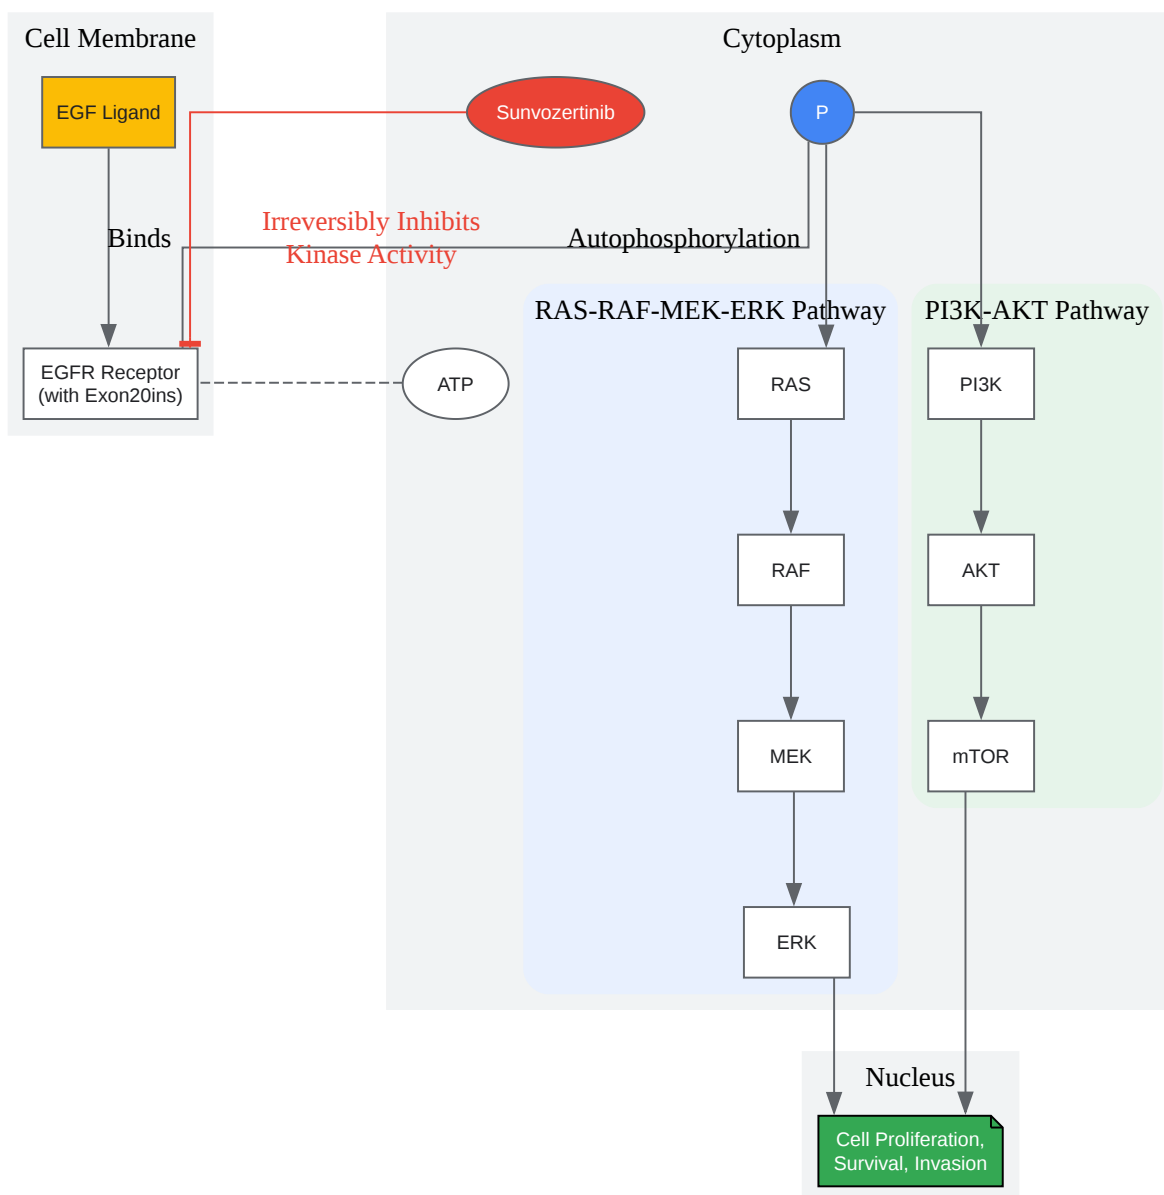 Cell Membrane
Cytoplasm
EGF Ligand
Sunvozertinib
P
Irreversibly Inhibits
Kinase Activity
Binds
Autophosphorylation
RAS-RAF-MEK-ERK Pathway
PI3K-AKT Pathway
EGFR Receptor
(with Exon20ins)
ATP
RAS
PI3K
RAF
AKT
MEK
mTOR
ERK
Nucleus
Cell Proliferation,
Survival, Invasion